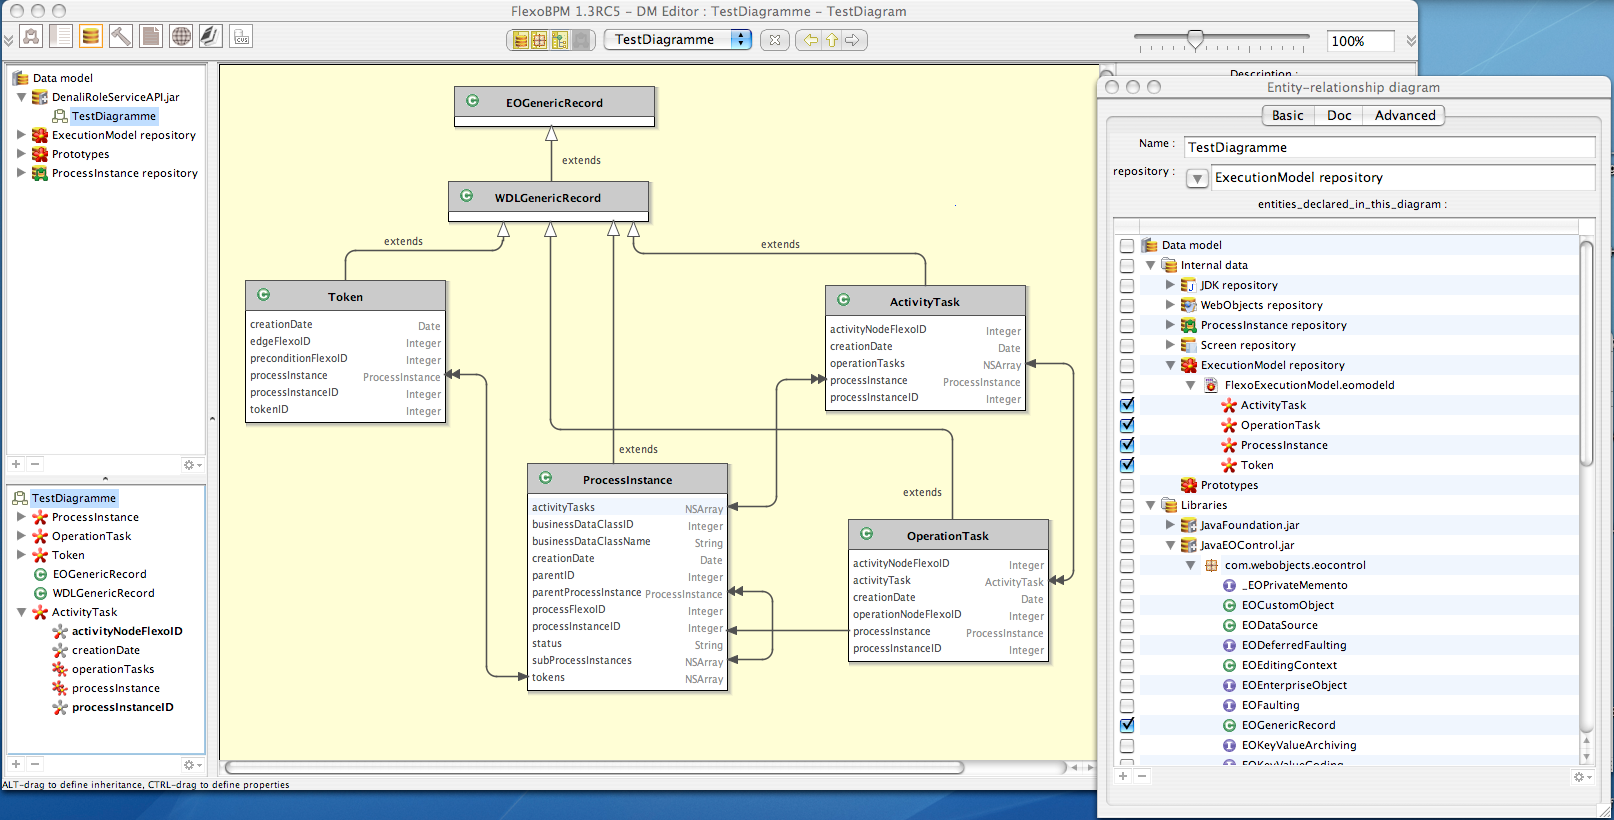 FlexoBPM 1.3RC5 - DM Editor : TestDiagramme - TestDiagram
CUS
TestDiagramme
100%
Data model
DenaliRoleServiceAPI.jar
TestDiagramme
ExecutionModel repository
Prototypes
ProcessInstance repository
TestDiagramme
ProcessInstance
OperationTask
Token
EOGenericRecord
WDLGenericRecord
ActivityTask
activityNodeFlexoID
creationDate
operationTasks
processInstance
processInstanceID
ALT-drag to define inheritance, CTRL-drag to define properties
C EOGenericRecord
extends
C WDLGenericRecord
extends
extends
C Token
creationDate Date
edgeFlexoID Integer
preconditionFlexoID Integer
processInstance ProcessInstance
processInstanceID Integer
tokenID Integer
C ActivityTask
activityNodeFlexoID Integer
creationDate Date
operationTasks NSArray
processInstance ProcessInstance
processInstanceID Integer
extends
C ProcessInstance
activityTasks NSArray
businessDataClassID Integer
businessDataClassName String
creationDate Date
parentID Integer
parentProcessInstance ProcessInstance
processFlexoID Integer
processInstanceID Integer
status String
subProcessInstances NSArray
tokens NSArray
extends
C OperationTask
activityNodeFlexoID Integer
activityTask ActivityTask
creationDate Date
operationNodeFlexoID Integer
processInstance ProcessInstance
processInstanceID Integer
Description :
Entity-relationship diagram
Basic Doc Advanced
Name : TestDiagramme
repository : ExecutionModel repository
entities_declared_in_this_diagram :
Data model
Internal data
JDK repository
WebObjects repository
ProcessInstance repository
Screen repository
ExecutionModel repository
FlexoExecutionModel.eomodeld
ActivityTask
OperationTask
ProcessInstance
Token
Prototypes
Libraries
JavaFoundation.jar
JavaEOControl.jar
com.webobjects.eocontrol
I _EOPrivateMemento
C EOCustomObject
C EODataSource
I EODeferredFaulting
C EOEditingContext
I EOEnterpriseObject
I EOFaulting
C EOGenericRecord
I EOKeyValueArchiving
EOKeyValueCoding